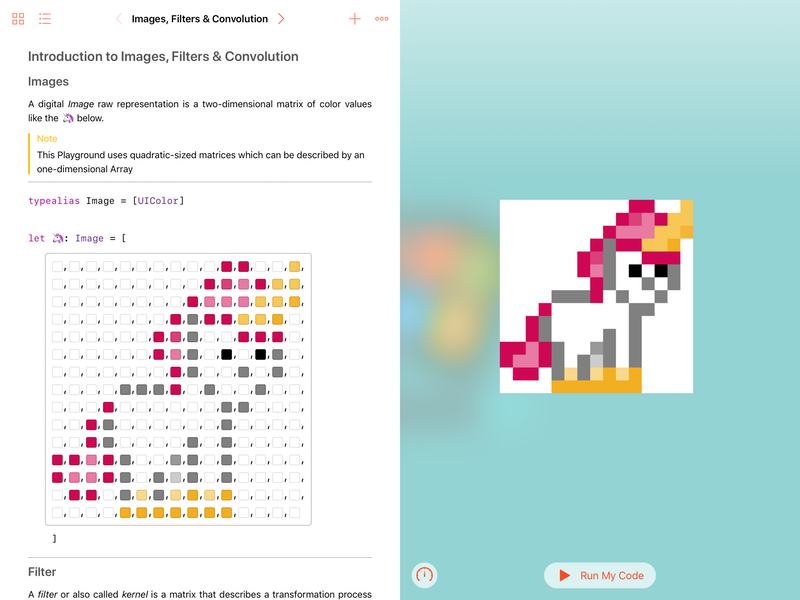 Images, Filters & Convolution
Introduction to Images, Filters & Convolution
Images
A digital Image raw representation is a two-dimensional matrix of color values
like the 🦄 below.
Note
This Playground uses quadratic-sized matrices which can be described by an
one-dimensional Array
typealias Image = [UIColor]
let 🦄: Image = [
, , , , , , , , , , , , , , ,
, , , , , , , , , , , , , , ,
, , , , , , , , , , , , , , ,
, , , , , , , , , , , , , , ,
, , , , , , , , , , , , , , ,
, , , , , , , , , , , , , , ,
, , , , , , , , , , , , , , ,
, , , , , , , , , , , , , , ,
, , , , , , , , , , , , , , ,
, , , , , , , , , , , , , , ,
, , , , , , , , , , , , , , ,
, , , , , , , , , , , , , , ,
, , , , , , , , , , , , , , ,
, , , , , , , , , , , , , , ,
, , , , , , , , , , , , , ,
]
Filter
A filter or also called kernel is a matrix that describes a transformation process
Run My Code